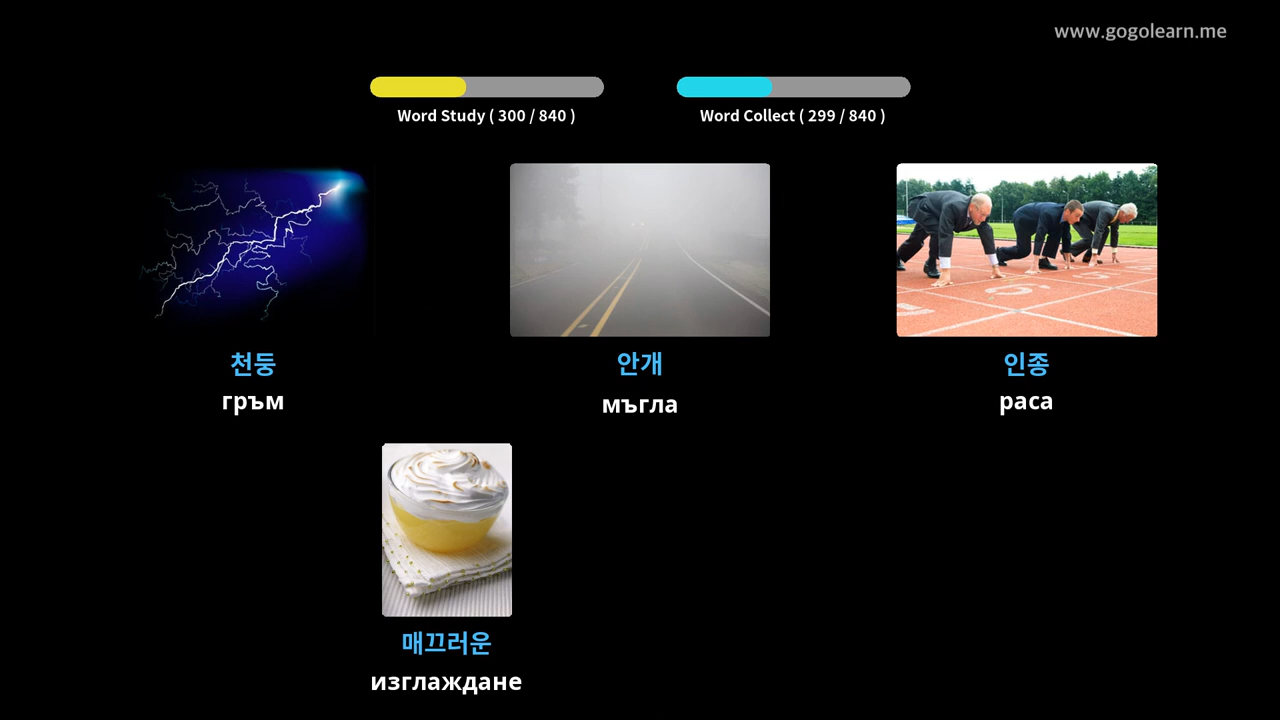 www.gogolearn.me
Word Study ( 300 / 840 )
Word Collect ( 299 / 840 )
천둥
гръм
안개
мъгла
인종
раса
매끄러운
изглаждане